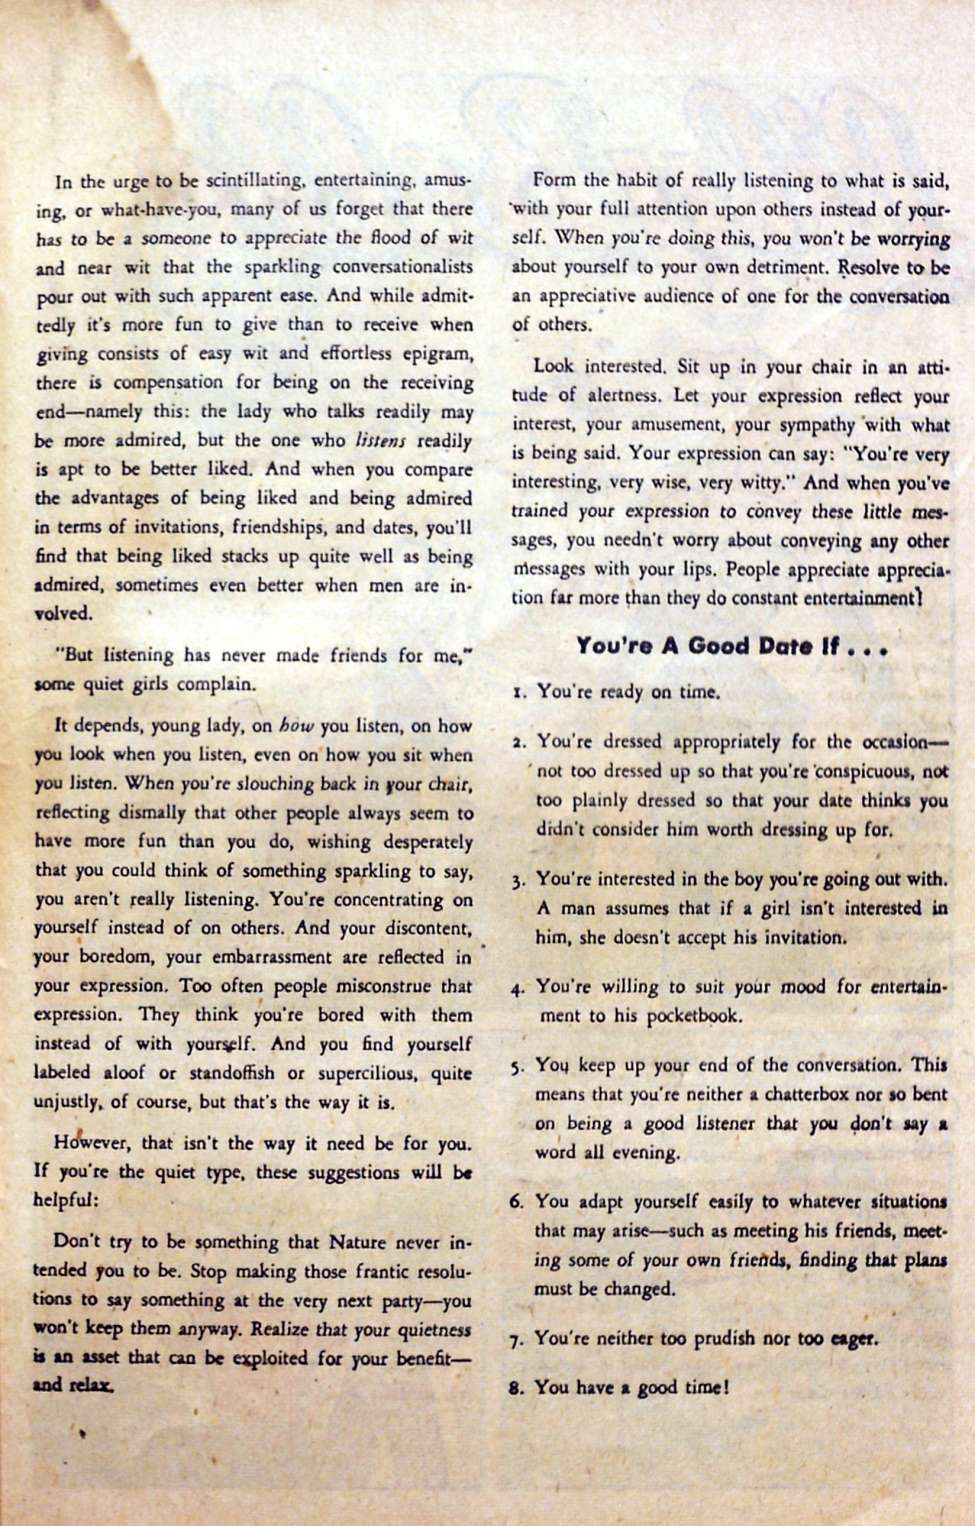 In the urge to be scintillating, entertaining, amus-
ing, or what-have-you, many of us forget that there
has to be a someone to appreciate the flood of wit
and near wit that the sparkling conversationalists
pour out with such apparent ease. And while admit-
tedly it's more fun to give than to receive when
giving consists of easy wit and effortless epigram,
there is compensation for being on the receiving
end—namely this: the lady who talks readily may
be more admired, but the one who listens readily
is apt to be better liked. And when you compare
the advantages of being liked and being admired
in terms of invitations, friendships, and dates, you'll
find that being liked stacks up quite well as being
admired, sometimes even better when men are in-
volved.
"But listening has never made friends for me,"
some quiet girls complain.
It depends, young lady, on how you listen, on how
you look when you listen, even on how you sit when
you listen. When you're slouching back in your chair,
reflecting dismally that other people always seem to
have more fun than you do, wishing desperately
that you could think of something sparkling to say,
you aren't really listening. You're concentrating on
yourself instead of on others. And your discontent,
your boredom, your embarrassment are reflected in
your expression. Too often people misconstrue that
expression. They think you're bored with them
instead of with yourself. And you find yourself
labeled aloof or standoffish or supercilious, quite
unjustly, of course, but that's the way it is.
However, that isn't the way it need be for you.
If you're the quiet type, these suggestions will be
helpful:
Don't try to be something that Nature never in-
tended you to be. Stop making those frantic resolu-
tions to say something at the very next party—you
won't keep them anyway. Realize that your quietness
is an asset that can be exploited for your benefit—
and relax.
Form the habit of really listening to what is said,
with your full attention upon others instead of your-
self. When you're doing this, you won't be worrying
about yourself to your own detriment. Resolve to be
an appreciative audience of one for the conversation
of others.
Look interested. Sit up in your chair in an atti-
tude of alertness. Let your expression reflect your
interest, your amusement, your sympathy with what
is being said. Your expression can say: "You're very
interesting, very wise, very witty." And when you've
trained your expression to convey these little mes-
sages, you needn't worry about conveying any other
messages with your lips. People appreciate apprecia-
tion far more than they do constant entertainment!
You're A Good Date If . . .
1. You're ready on time.
2. You're dressed appropriately for the occasion—
not too dressed up so that you're conspicuous, not
too plainly dressed so that your date thinks you
didn't consider him worth dressing up for.
3. You're interested in the boy you're going out with.
A man assumes that if a girl isn't interested in
him, she doesn't accept his invitation.
4. You're willing to suit your mood for entertain-
ment to his pocketbook.
5. You keep up your end of the conversation. This
means that you're neither a chatterbox nor so bent
on being a good listener that you don't say a
word all evening.
6. You adapt yourself easily to whatever situations
that may arise—such as meeting his friends, meet-
ing some of your own friends, finding that plans
must be changed.
7. You're neither too prudish nor too eager.
8. You have a good time!